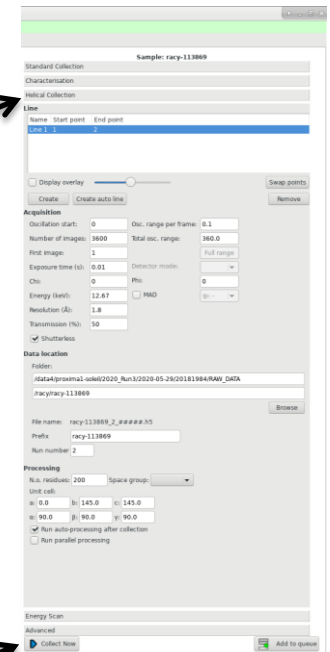 Sample: racy-113869
Standard Collection
Characterisation
Helical Collection
Line
Name Start point End point
Line 1 1 2
Display overlay Swap points
Create Create auto line Remove
Acquisition
Oscillation start: 0 Osc. range per frame: 0.1
Number of images: 3600 Total osc. range: 360.0
First image: 1 Full range
Exposure time (s): 0.01 Detector mode:
Chi: 0 Phi: 0
Energy (keV): 12.67 MAD
Resolution (Å): 1.8
Transmission (%): 50
Shutterless
Data location
Folder:
/data4/proxima1-soleil/2020_Run3/2020-05-29/20181984/RAW_DATA
/racy/racy-113869
Browse
File name: racy-113869_2_#####.h5
Prefix racy-113869
Run number 2
Processing
N.o. residues: 200 Space group:
Unit cell:
a: 0.0 b: 145.0 c: 145.0
α: 90.0 β: 90.0 γ: 90.0
Run auto-processing after collection
Run parallel processing
Energy Scan
Advanced
Collect Now Add to queue